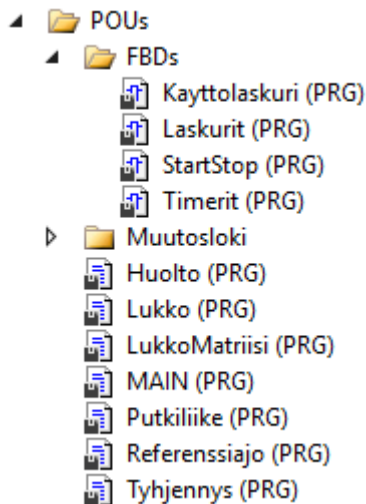 POUs
FBDs
Kayttolaskuri (PRG)
Laskurit (PRG)
StartStop (PRG)
Timerit (PRG)
Muutosloki
Huolto (PRG)
Lukko (PRG)
LukkoMatriisi (PRG)
MAIN (PRG)
Putkiliike (PRG)
Referenssiajo (PRG)
Tyhjennys (PRG)